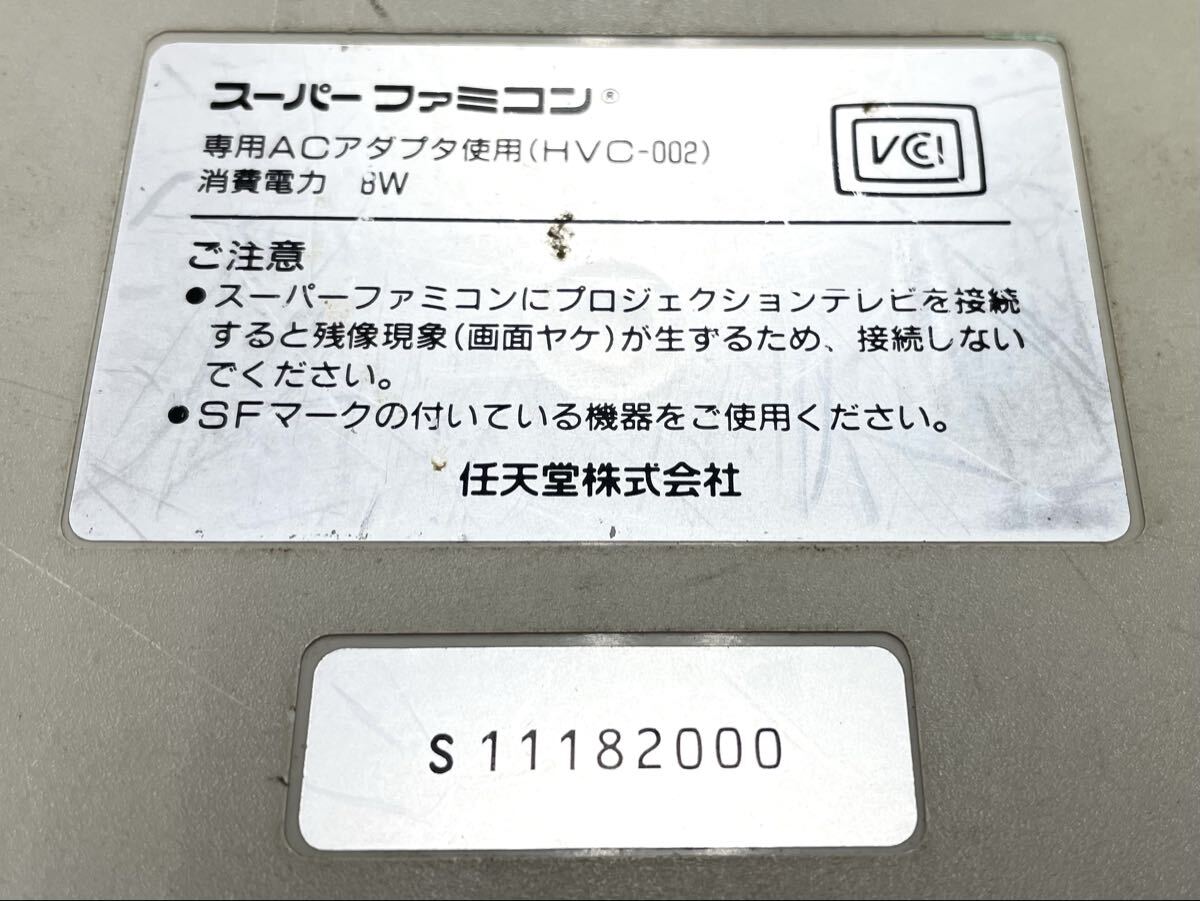 スーパーファミコン®
専用ACアダプタ使用(HVC-002)
消費電力 8W
VCCI
ご注意
●スーパーファミコンにプロジェクションテレビを接続
すると残像現象(画面ヤケ)が生ずるため、接続しない
でください。
●SFマークの付いている機器をご使用ください。
任天堂株式会社
S11182000